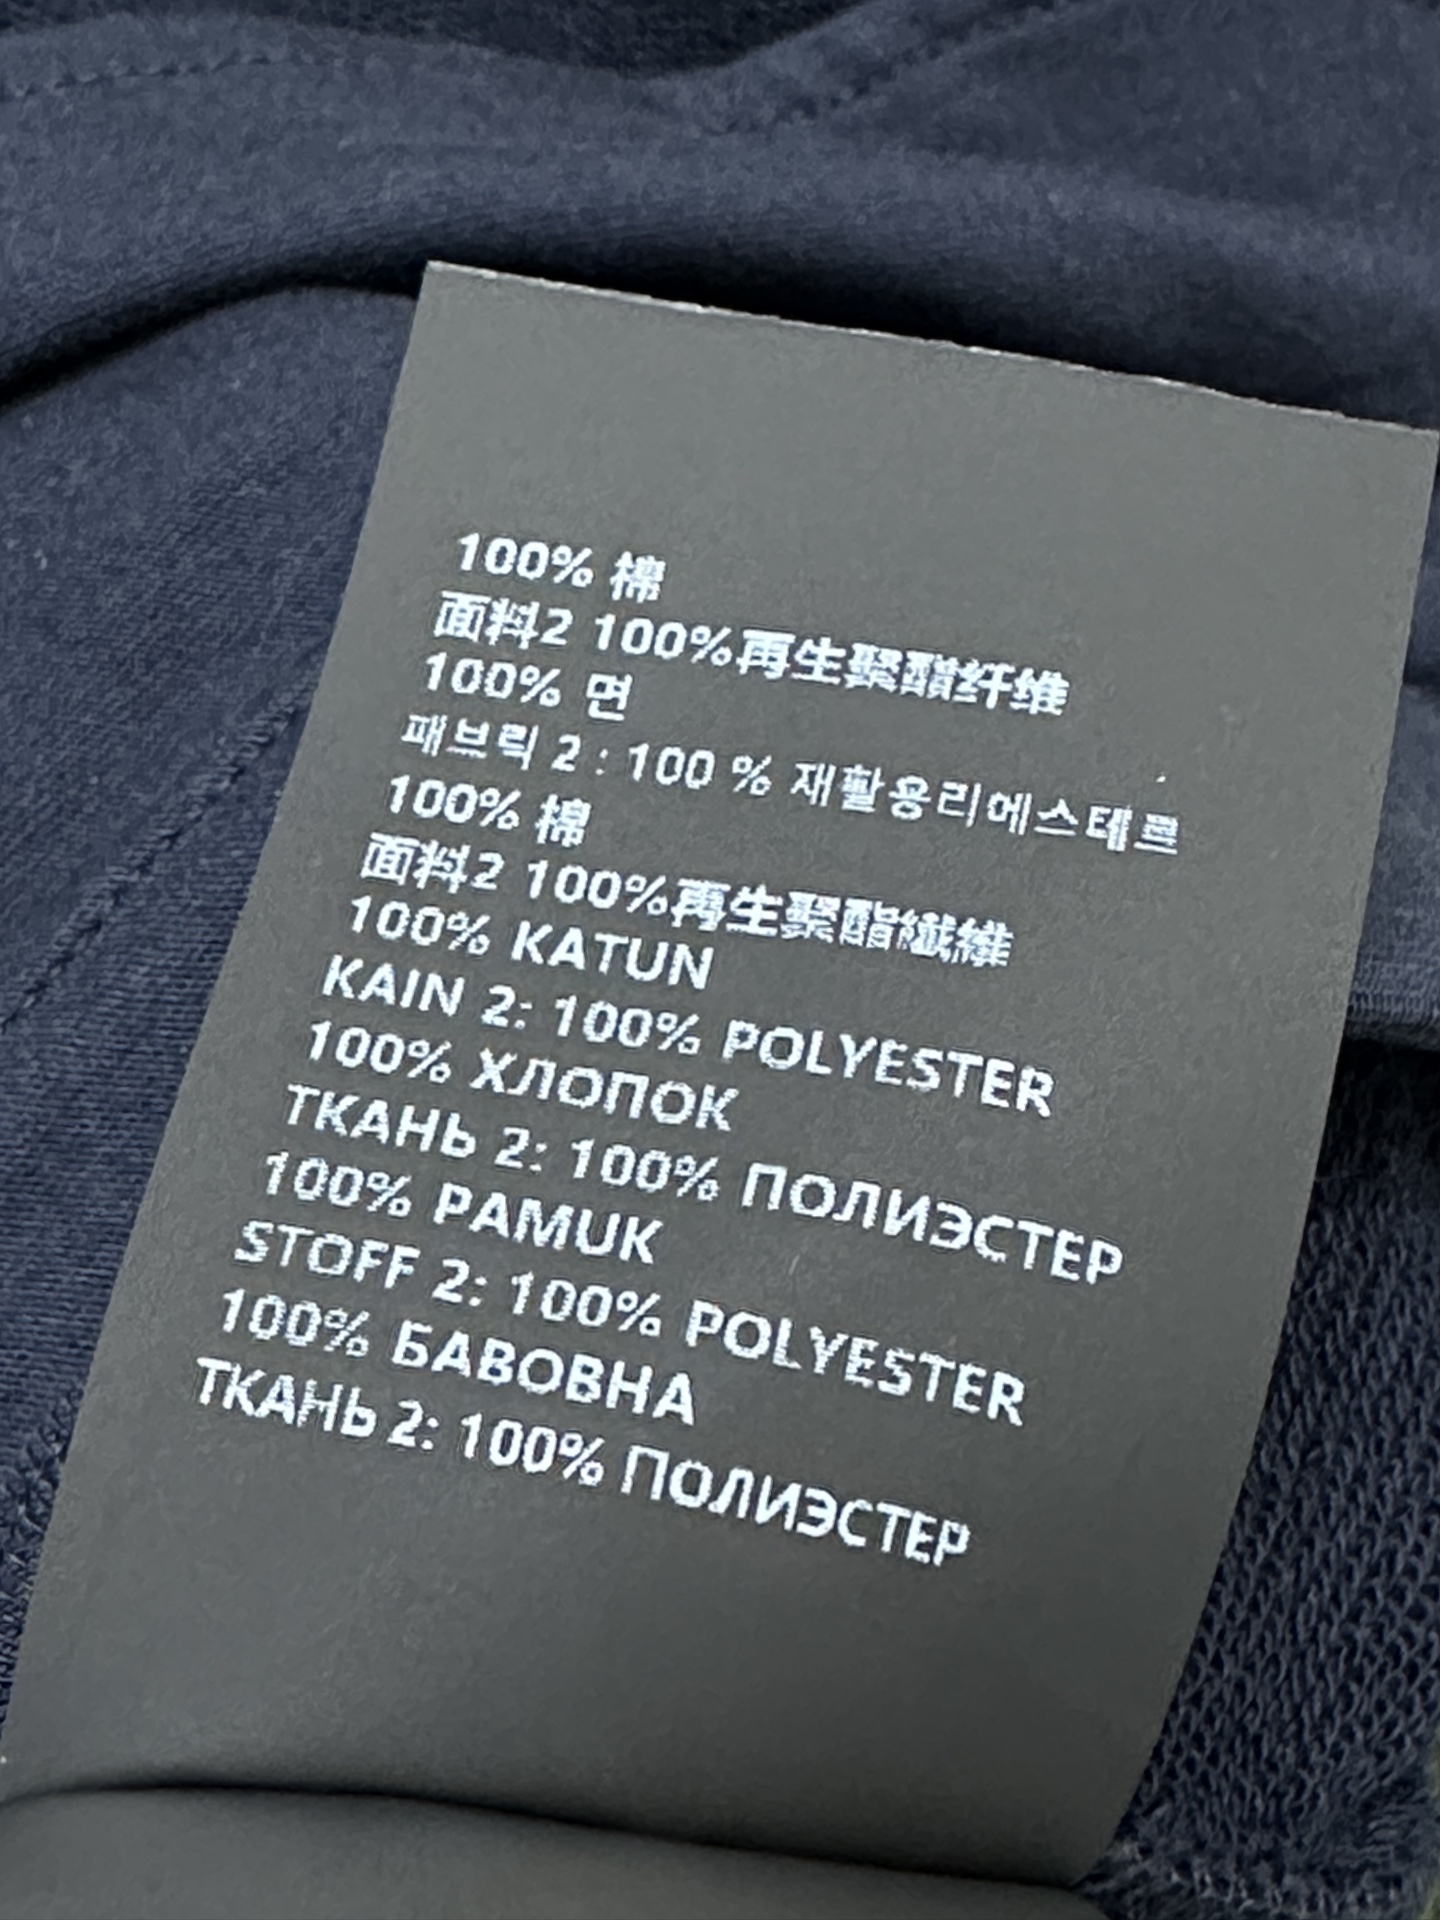 100% 棉
面料2 100%再生聚酯纤维
100% 면
패브릭 2 : 100 % 재활용리에스테르
100% 棉
面料2 100%再生聚酯纖維
100% KATUN
KAIN 2: 100% POLYESTER
100% ХЛОПОК
ТКАНЬ 2: 100% ПОЛИЭСТЕР
100% PAMUK
STOFF 2: 100% POLYESTER
100% БАВОВНА
ТКАНЬ 2: 100% ПОЛИЭСТЕР